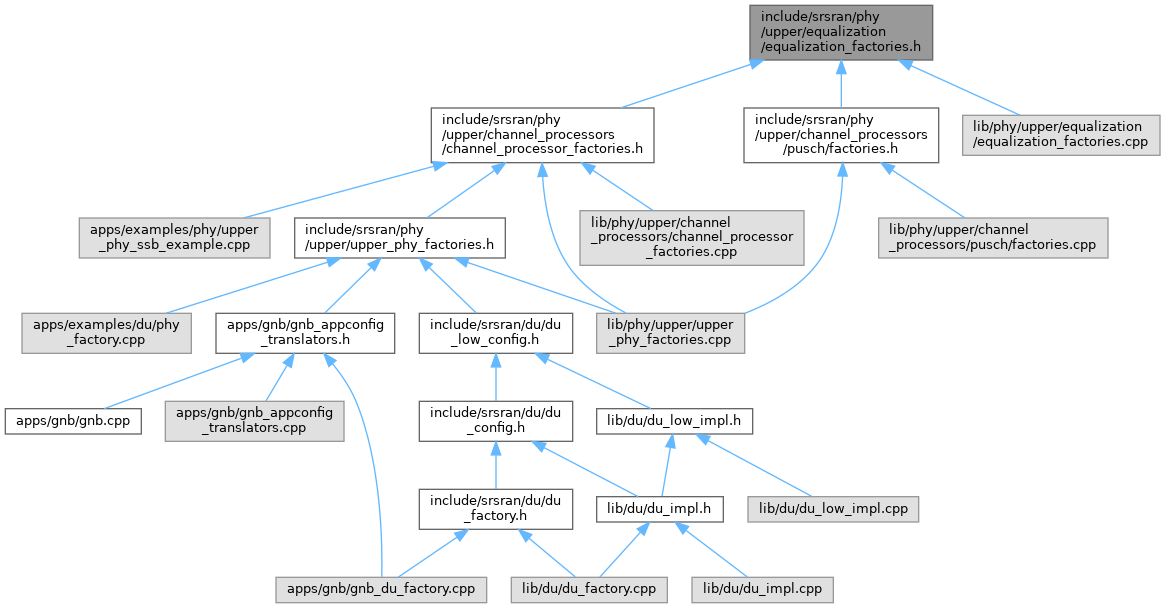 include/srsran/phy
/upper/equalization
/equalization_factories.h
include/srsran/phy
/upper/channel_processors
/channel_processor_factories.h
include/srsran/phy
/upper/channel_processors
/pusch/factories.h
lib/phy/upper/equalization
/equalization_factories.cpp
apps/examples/phy/upper
_phy_ssb_example.cpp
include/srsran/phy
/upper/upper_phy_factories.h
lib/phy/upper/channel
_processors/channel_processor
_factories.cpp
lib/phy/upper/channel
_processors/pusch/factories.cpp
apps/examples/du/phy
_factory.cpp
apps/gnb/gnb_appconfig
_translators.h
include/srsran/du/du
_low_config.h
lib/phy/upper/upper
_phy_factories.cpp
apps/gnb/gnb.cpp
apps/gnb/gnb_appconfig
_translators.cpp
include/srsran/du/du
_config.h
lib/du/du_low_impl.h
include/srsran/du/du
_factory.h
lib/du/du_impl.h
lib/du/du_low_impl.cpp
apps/gnb/gnb_du_factory.cpp
lib/du/du_factory.cpp
lib/du/du_impl.cpp